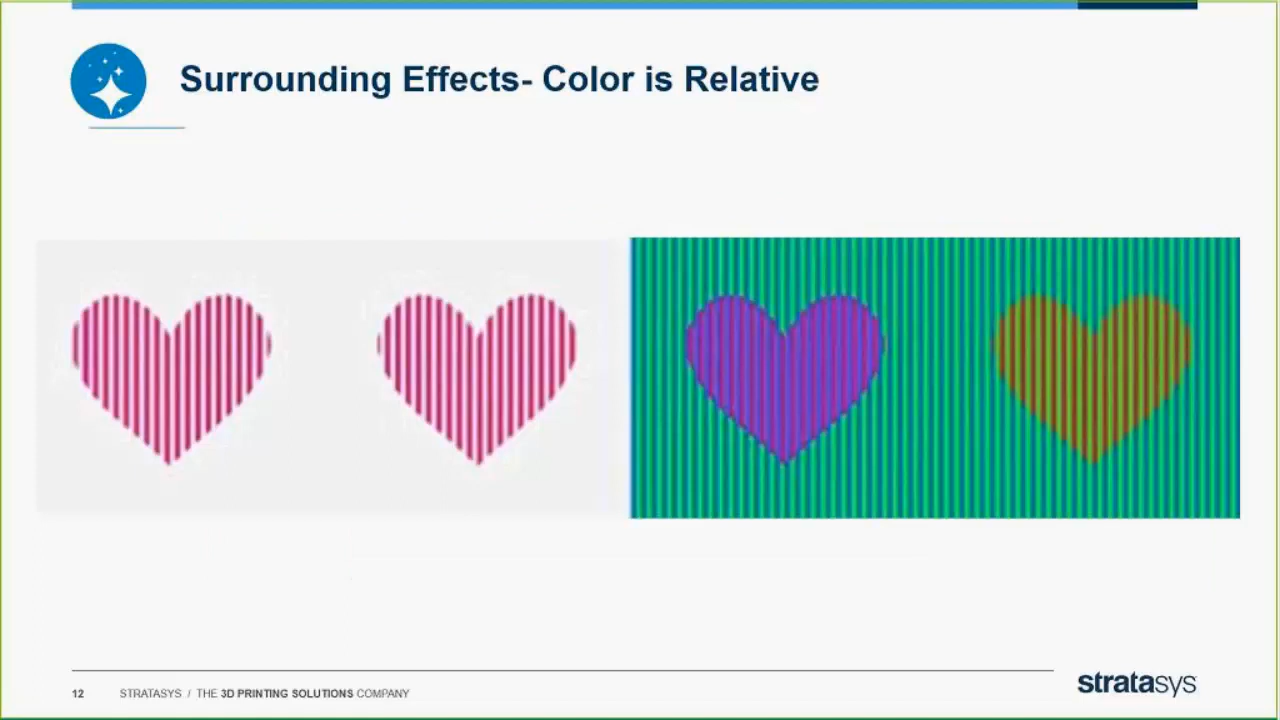 Surrounding Effects- Color is Relative
12 STRATASYS / THE 3D PRINTING SOLUTIONS COMPANY
stratasys